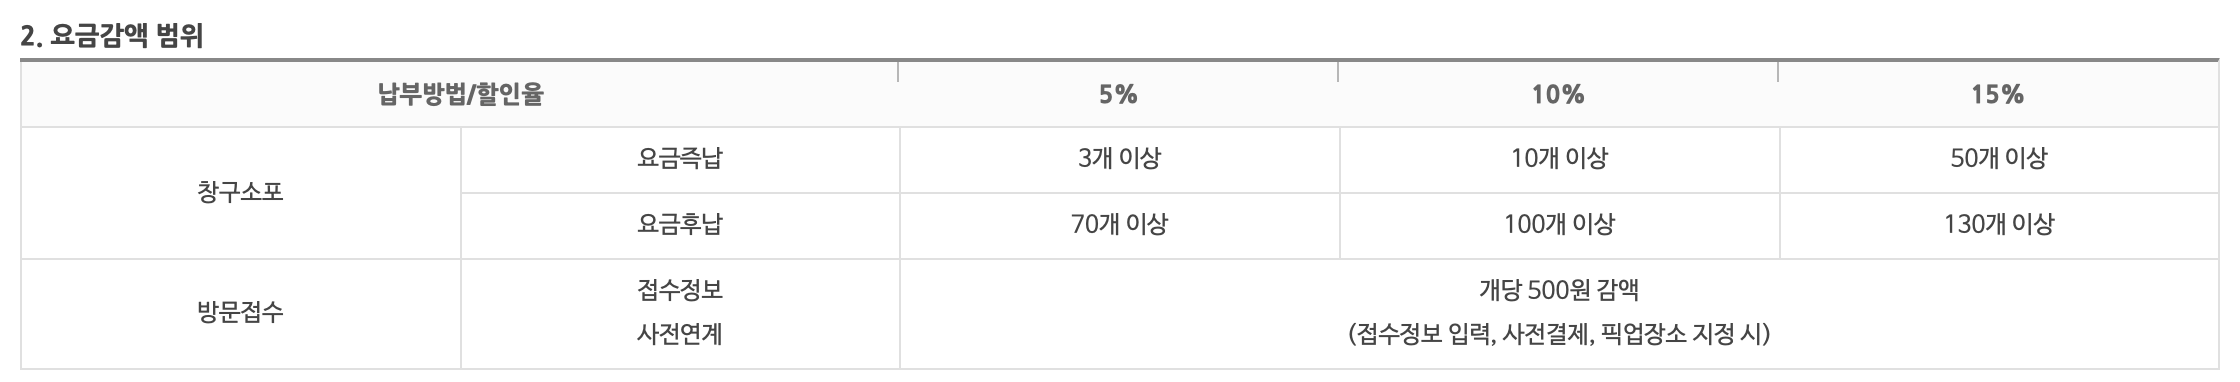 2. 요금감액 범위
납부방법/할인율 5% 10% 15%
창구소포 요금즉납 3개 이상 10개 이상 50개 이상
요금후납 70개 이상 100개 이상 130개 이상
방문접수 접수정보 개당 500원 감액
사전연계 (접수정보 입력, 사전결제, 픽업장소 지정 시)